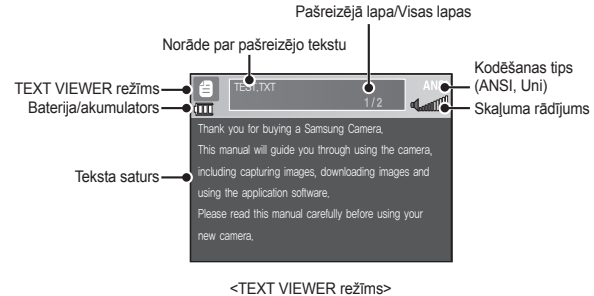 Pašreizējā lapa/Visas lapas
Norāde par pašreizējo tekstu
Kodēšanas tips
(ANSI, Uni)
TEXT VIEWER režīms
TEST.TXT
ANSI
Baterija/akumulators
1 / 2
Skaļuma rādījums
Thank you for buying a Samsung Camera.
This manual will guide you through using the camera,
Teksta saturs
including capturing images, downloading images and
using the application software.
Please read this manual carefully before using your
new camera.
<TEXT VIEWER režīms>